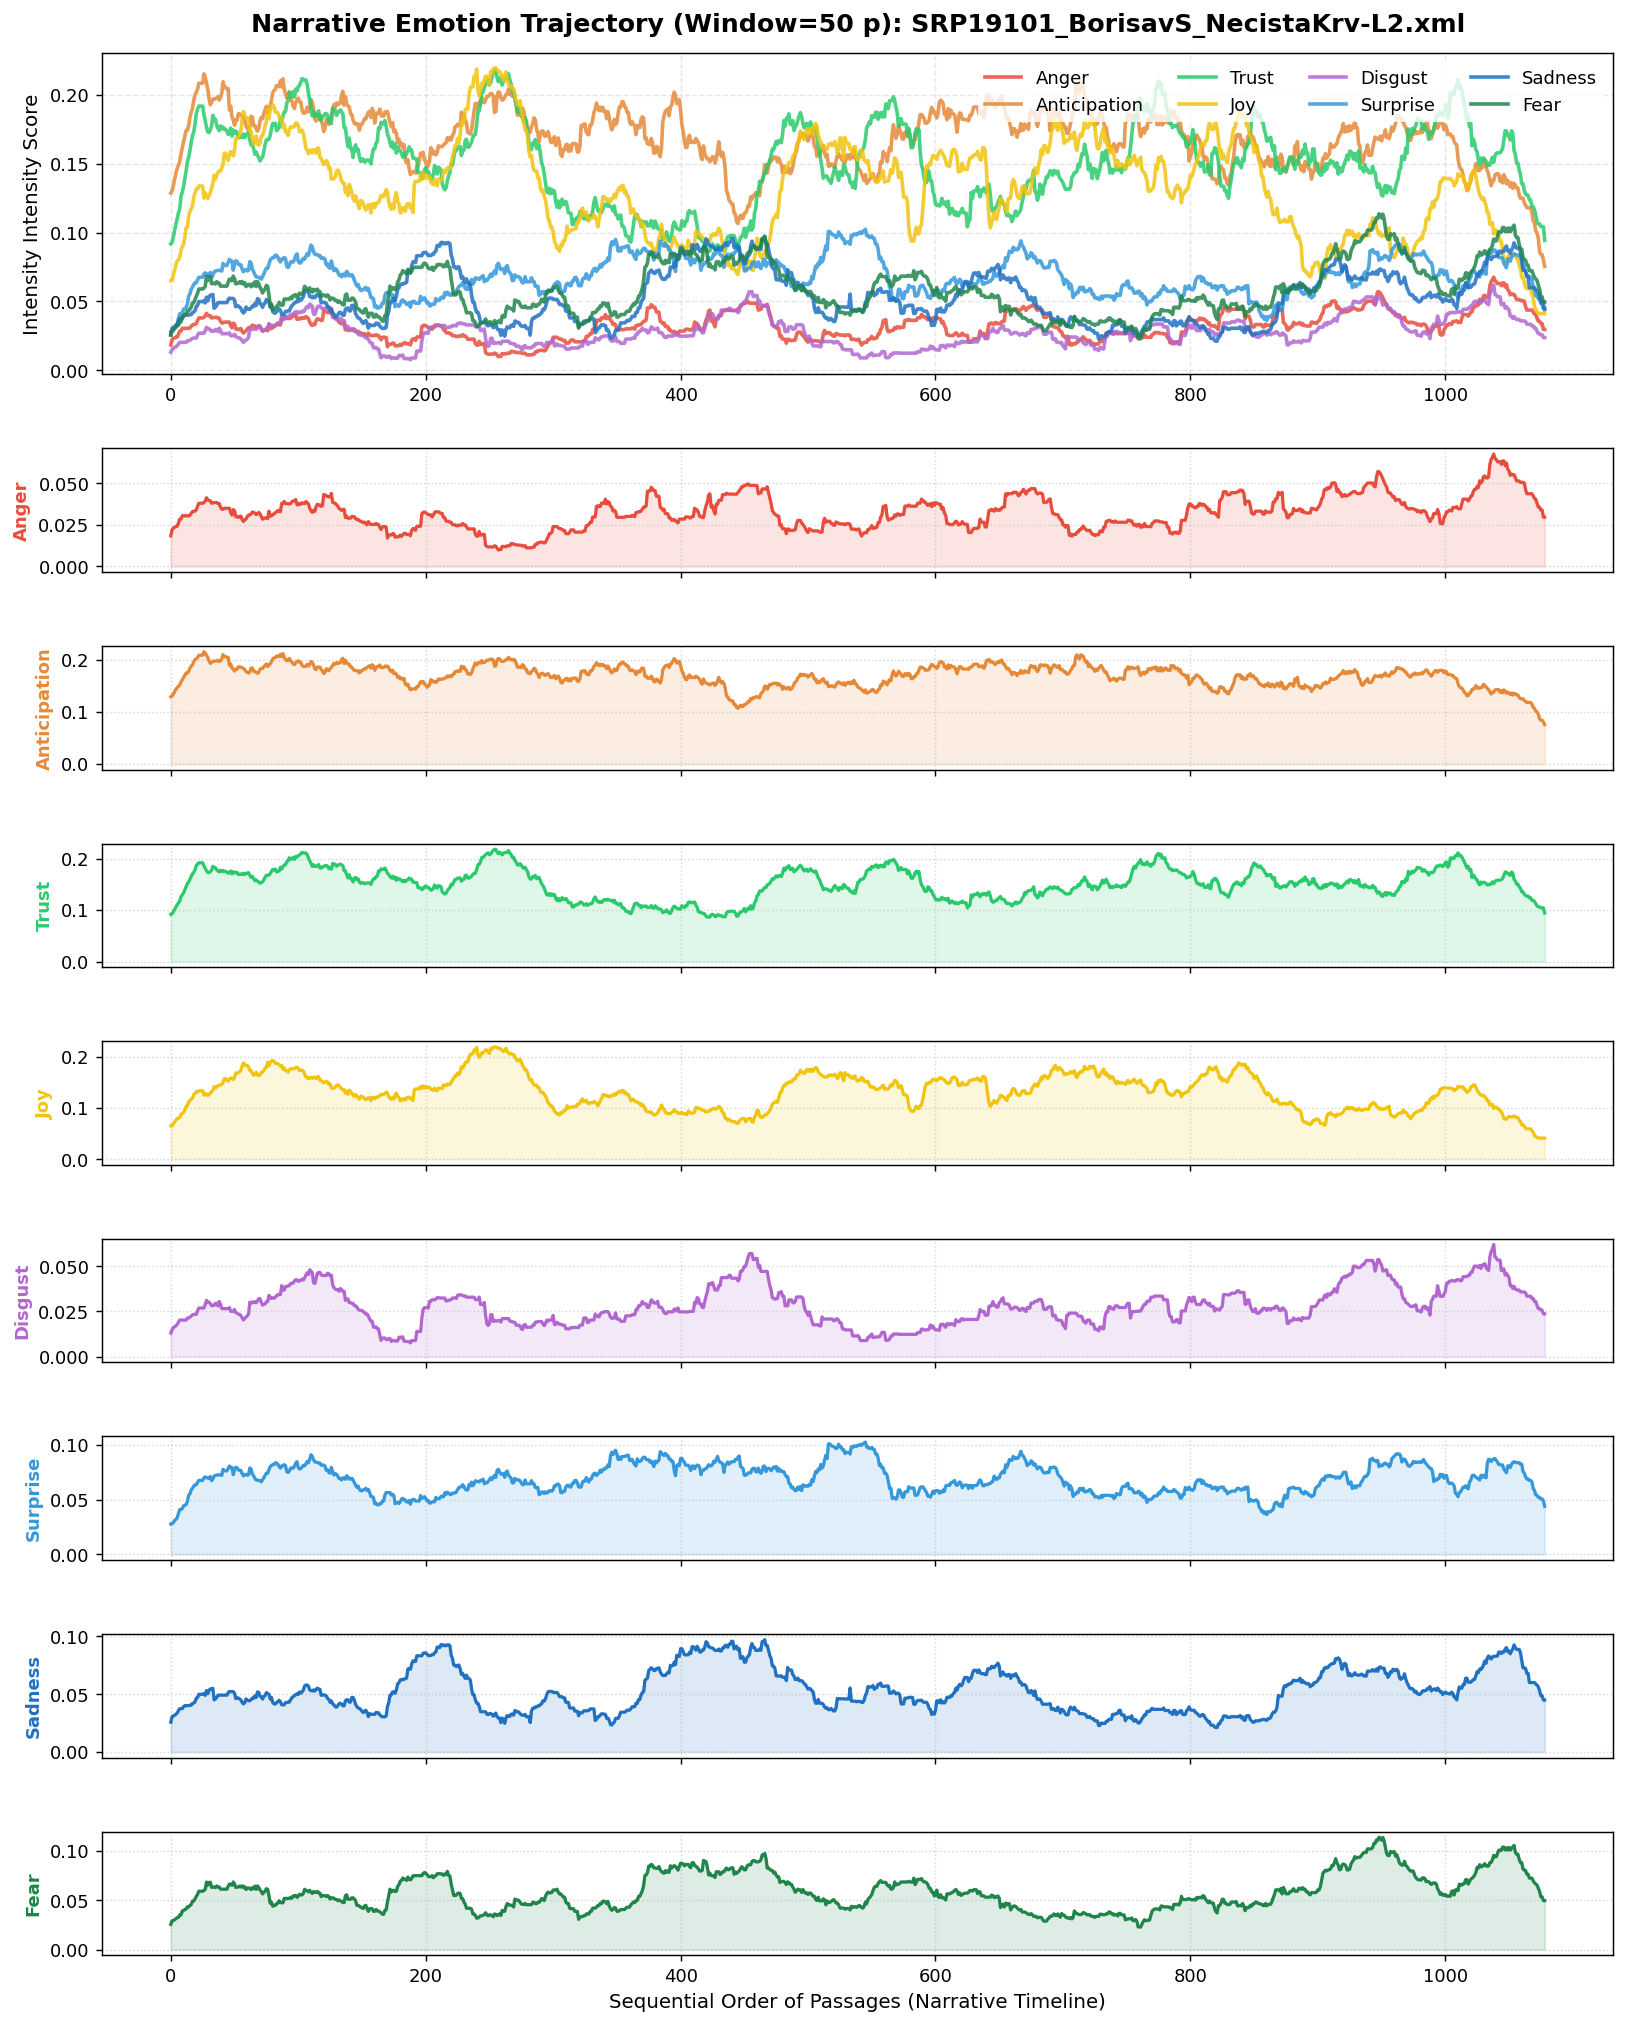 Narrative Emotion Trajectory (Window=50 p): SRP19101_BorisavS_NecistaKrv-L2.xml
Intensity Intensity Score
Anger Trust Disgust Sadness
Anticipation Joy Surprise Fear
0.20
0.15
0.10
0.05
0.00
0 200 400 600 800 1000
Anger
0.050
0.025
0.000
Anticipation
0.2
0.1
0.0
Trust
0.2
0.1
0.0
Joy
0.2
0.1
0.0
Disgust
0.050
0.025
0.000
Surprise
0.10
0.05
0.00
Sadness
0.10
0.05
0.00
Fear
0.10
0.05
0.00
0 200 400 600 800 1000
Sequential Order of Passages (Narrative Timeline)